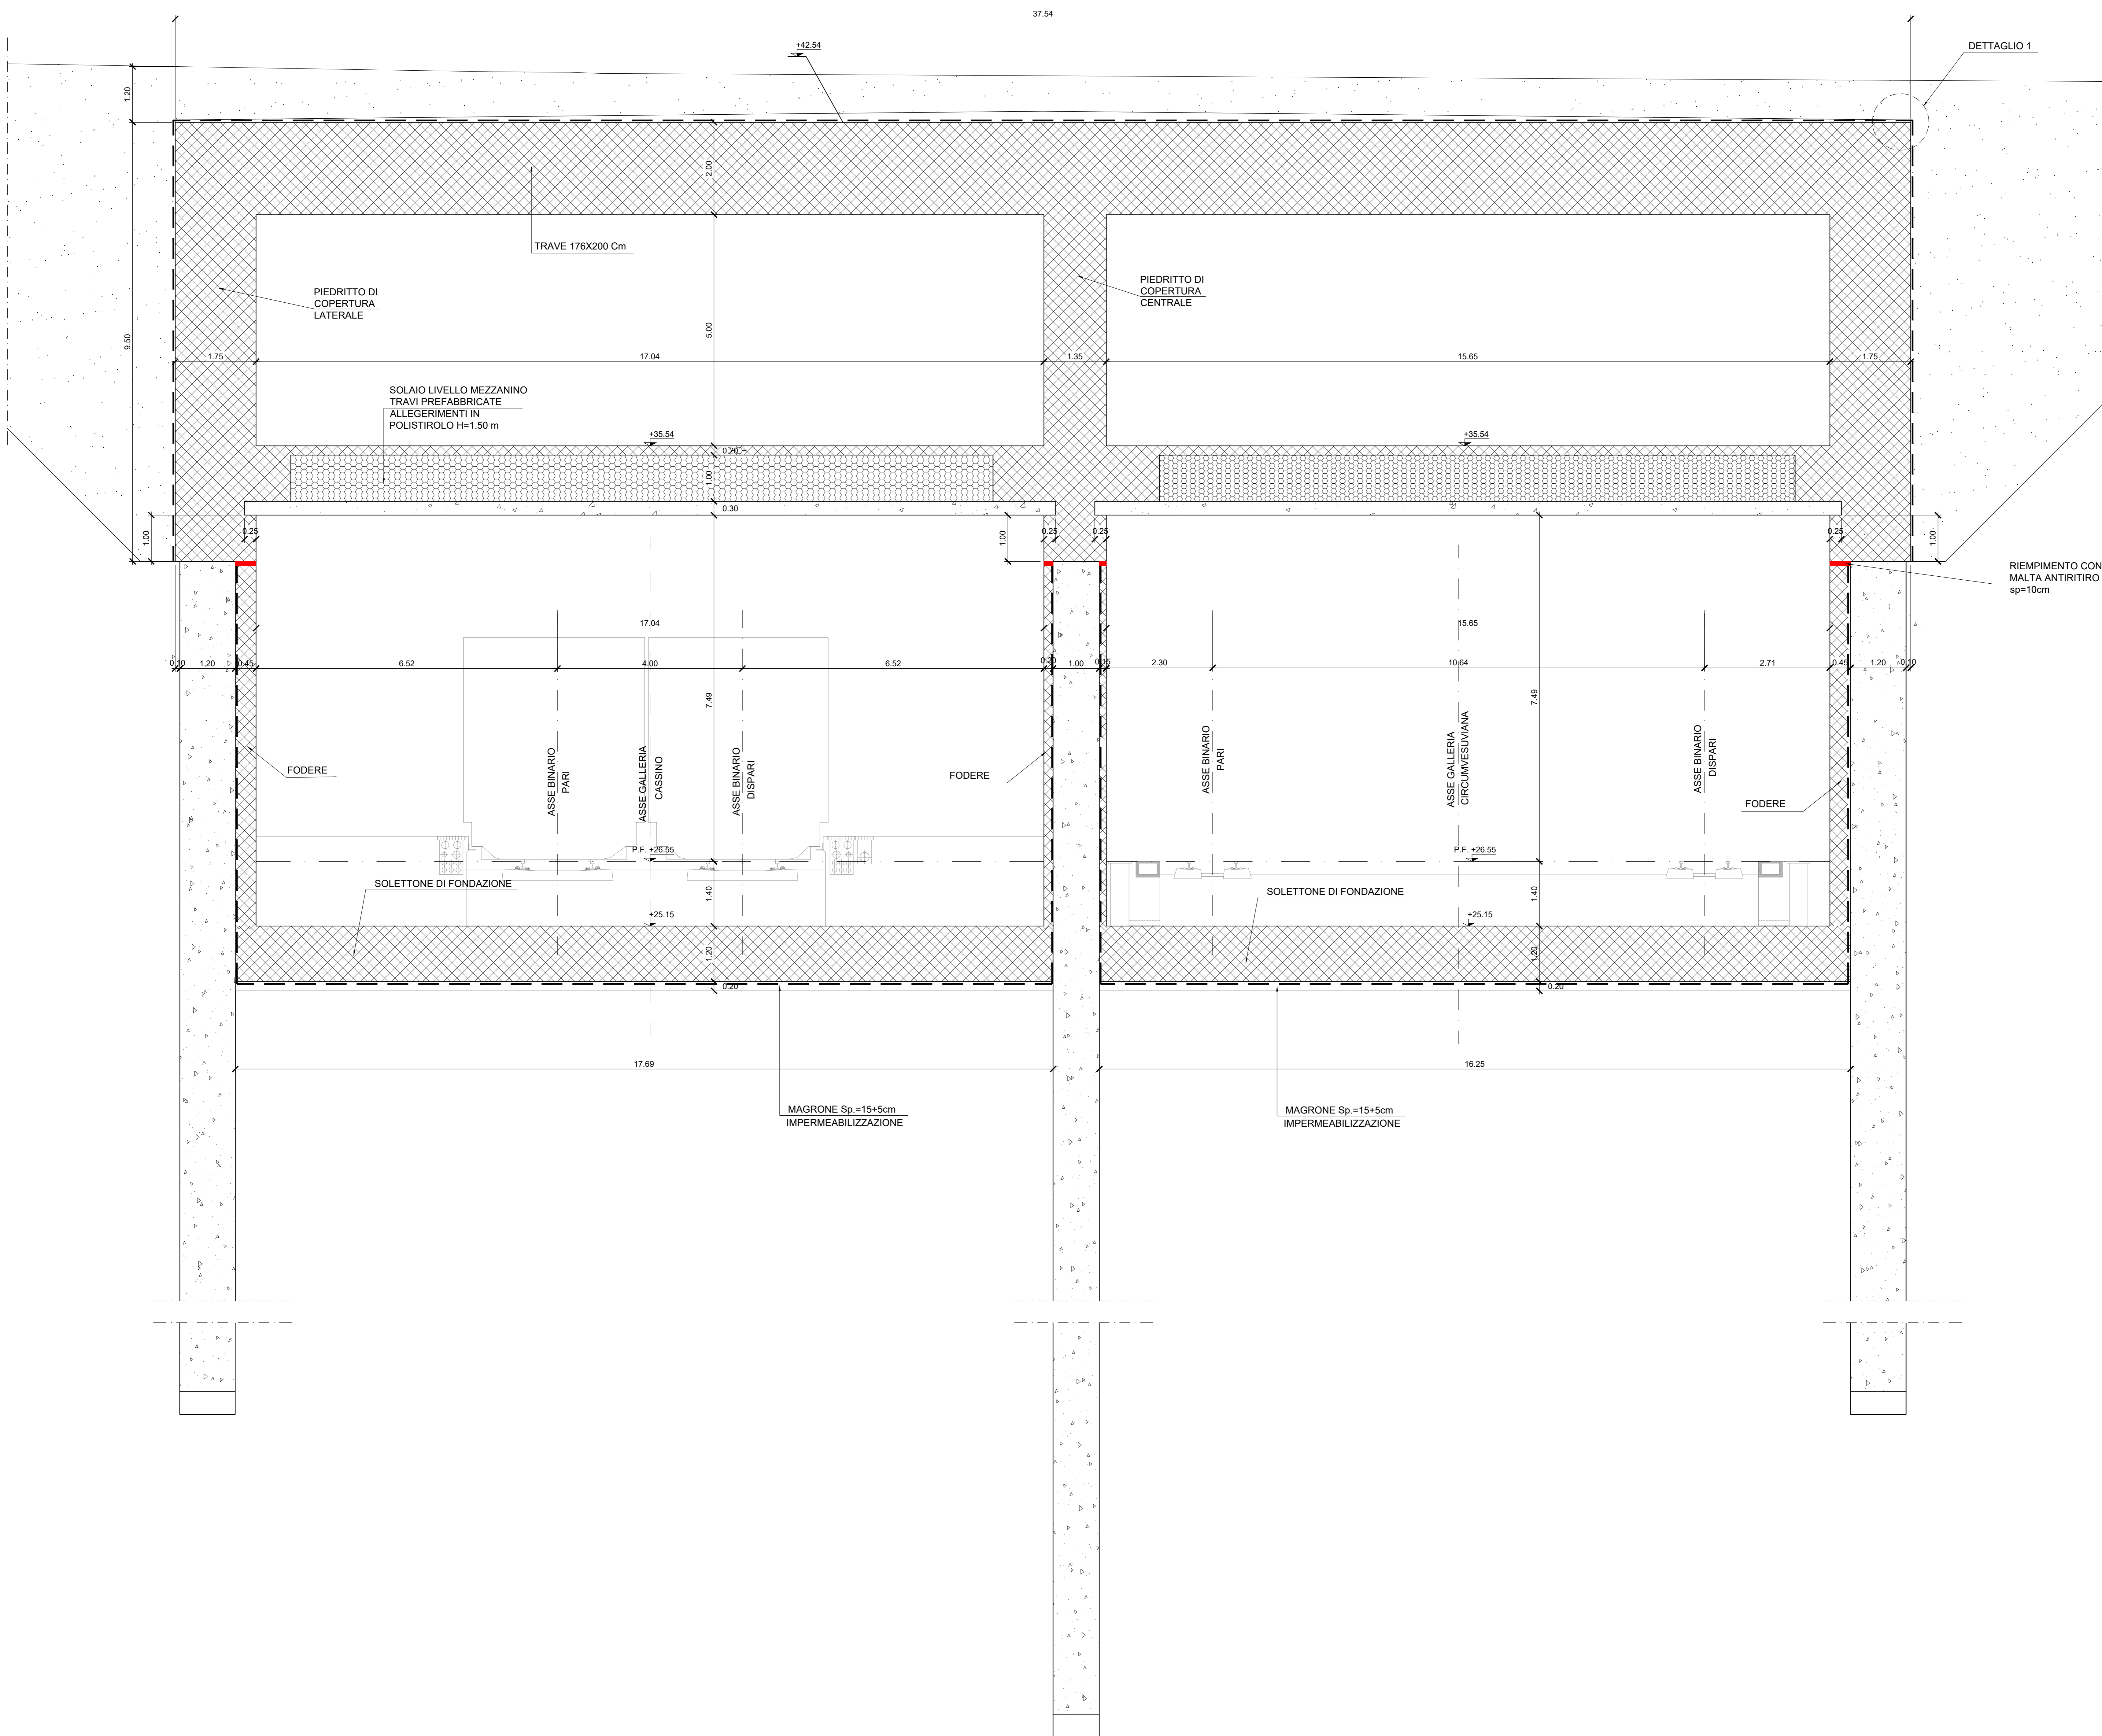 37.54
+42.54
DETTAGLIO 1
1.20
2.00
TRAVE 176X200 Cm
PIEDRITTO DI
COPERTURA
LATERALE
PIEDRITTO DI
COPERTURA
CENTRALE
9.50
5.00
1.75
17.04
1.35
15.65
1.75
SOLAIO LIVELLO MEZZANINO
TRAVI PREFABBRICATE
ALLEGERIMENTI IN
POLISTIROLO H=1.50 m
+35.54
+35.54
0.20
1.00
0.30
0.25
0.25
0.25
0.25
1.00
1.00
1.00
RIEMPIMENTO CON
MALTA ANTIRITIRO
sp=10cm
17.04
15.65
0.10
1.20
0.45
6.52
4.00
6.52
0.20
1.00
0.15
2.30
10.64
2.71
0.45
1.20
0.10
7.49
7.49
ASSE BINARIO
PARI
ASSE GALLERIA
CASSINO
ASSE BINARIO
DISPARI
ASSE BINARIO
PARI
ASSE GALLERIA
CIRCUMVESUVIANA
ASSE BINARIO
DISPARI
FODERE
FODERE
FODERE
P.F. +26.55
P.F. +26.55
SOLETTONE DI FONDAZIONE
SOLETTONE DI FONDAZIONE
1.40
1.40
+25.15
+25.15
1.20
1.20
0.20
0.20
17.69
16.25
MAGRONE Sp.=15+5cm
IMPERMEABILIZZAZIONE
MAGRONE Sp.=15+5cm
IMPERMEABILIZZAZIONE